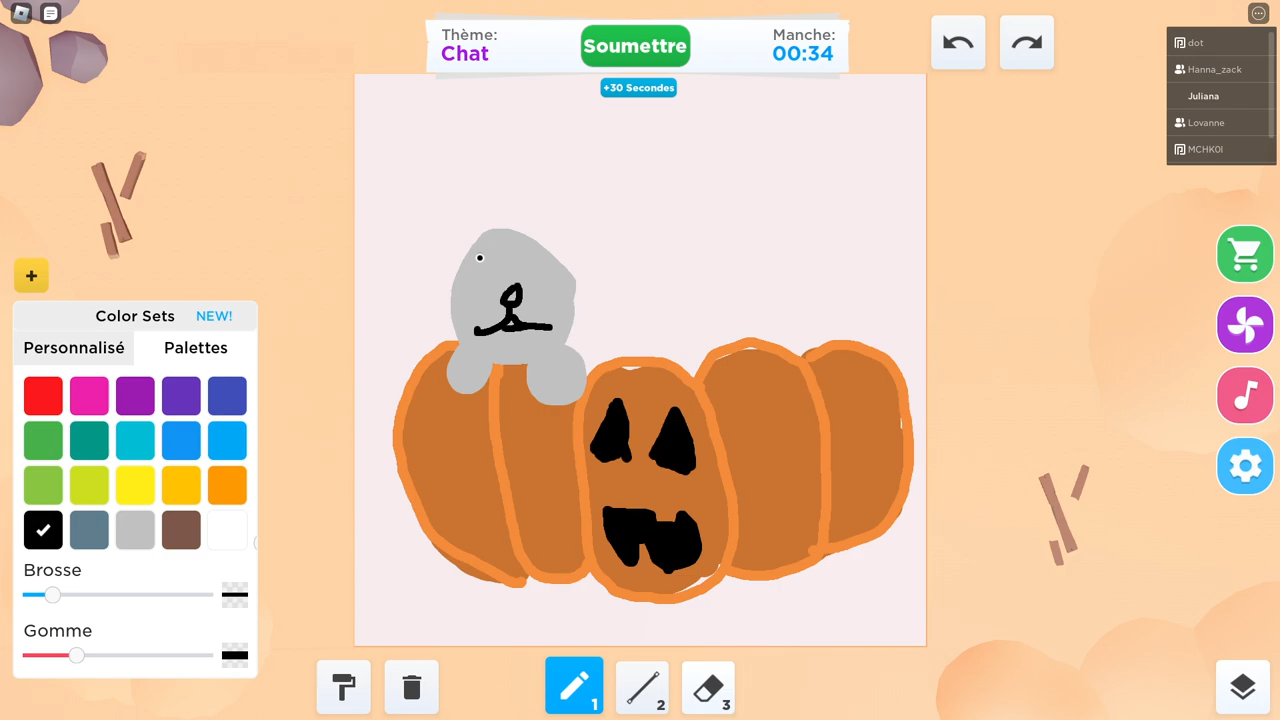 Thème:
Chat
Soumettre
Manche:
00:34
+30 Secondes
dot
Hanna_zack
Juliana
Lovanne
MCHK0I
+
Color Sets NEW!
Personnalisé Palettes
Brosse
Gomme
1
2
3